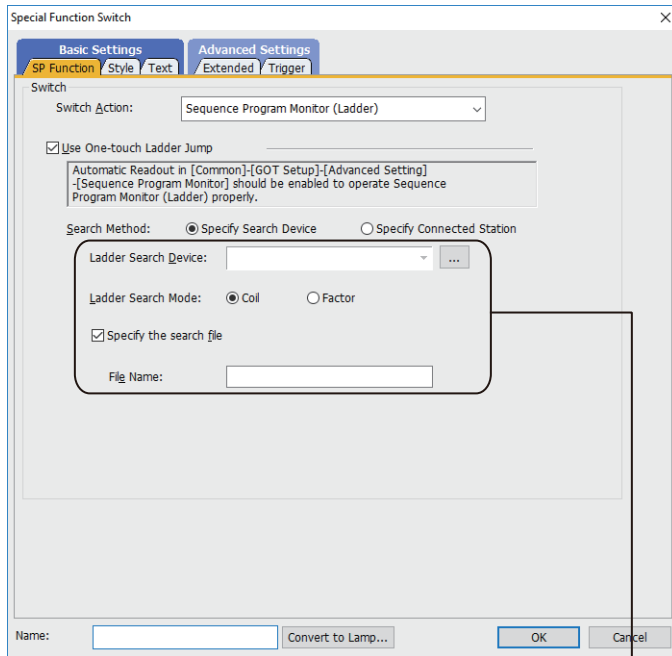 Special Function Switch
Basic Settings
Advanced Settings
SP Function
Style
Text
Extended
Trigger
Switch
Switch Action:
Sequence Program Monitor (Ladder)
Use One-touch Ladder Jump
Automatic Readout in [Common]-[GOT Setup]-[Advanced Setting]
-[Sequence Program Monitor] should be enabled to operate Sequence
Program Monitor (Ladder) properly.
Search Method:
Specify Search Device
Specify Connected Station
Ladder Search Device:
...
Ladder Search Mode:
Coil
Factor
Specify the search file
File Name:
Name:
Convert to Lamp...
OK
Cancel